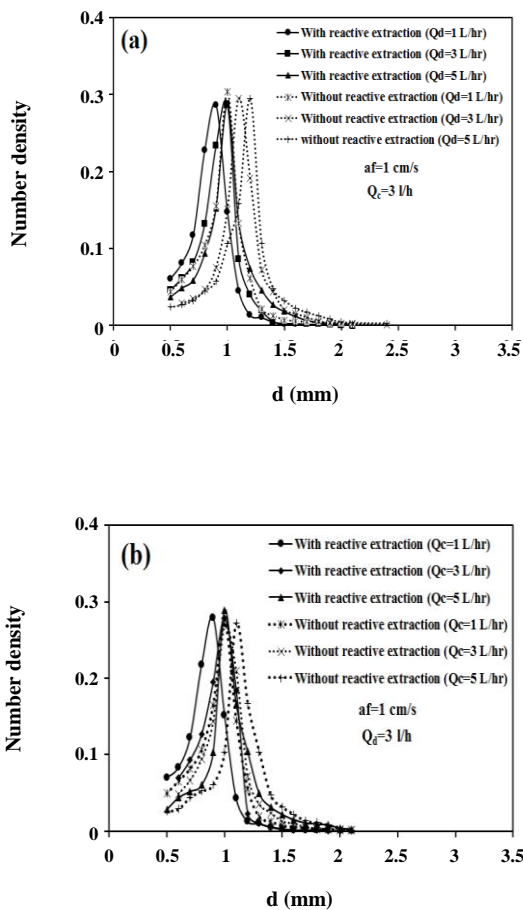 (a)
With reactive extraction (Qd=1 L/hr)
With reactive extraction (Qd=3 L/hr)
With reactive extraction (Qd=5 L/hr)
Without reactive extraction (Qd=1 L/hr)
Without reactive extraction (Qd=3 L/hr)
without reactive extraction (Qd=5 L/hr)
af=1 cm/s
Qc=3 l/h
Number density
0.4
0.3
0.2
0.1
0
0 0.5 1 1.5 2 2.5 3 3.5
d (mm)
(b)
With reactive extraction (Qc=1 L/hr)
With reactive extraction (Qc=3 L/hr)
With reactive extraction (Qc=5 L/hr)
Without reactive extraction (Qc=1 L/hr)
Without reactive extraction (Qc=3 L/hr)
Without reactive extraction (Qc=5 L/hr)
af=1 cm/s
Qd=3 l/h
Number density
0.4
0.3
0.2
0.1
0
0 0.5 1 1.5 2 2.5 3 3.5
d (mm)